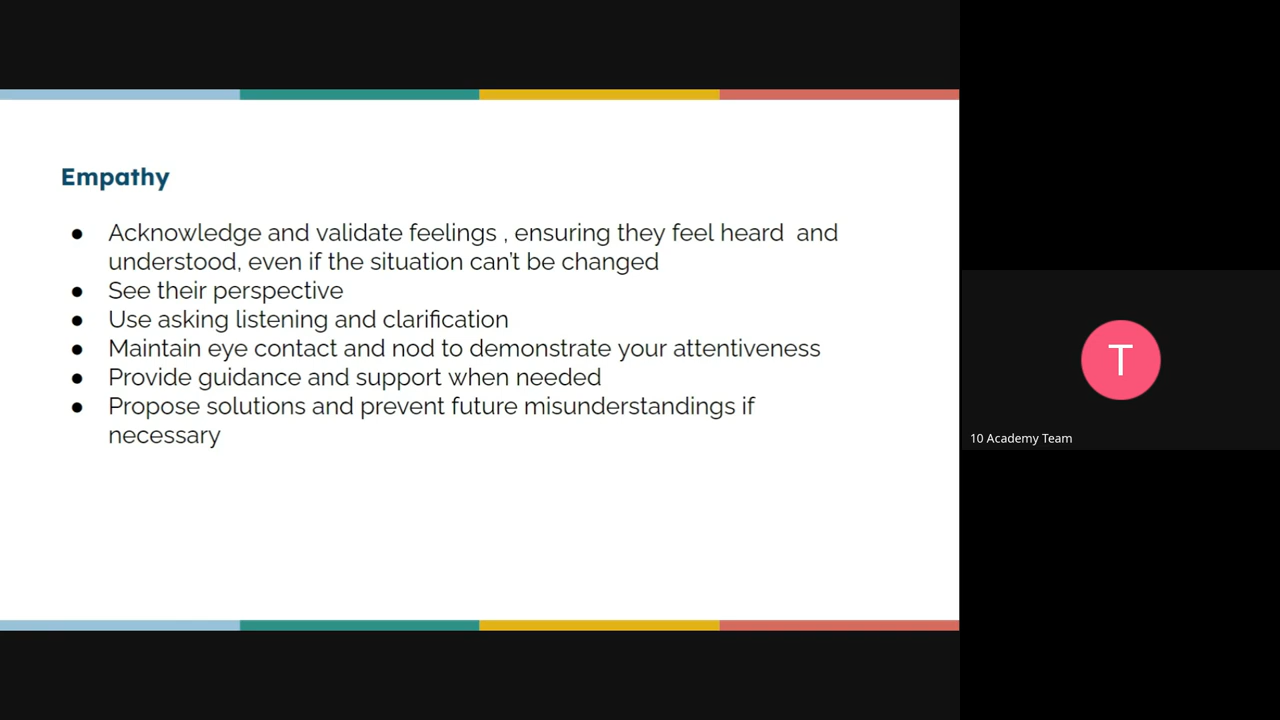 Empathy
● Acknowledge and validate feelings , ensuring they feel heard  and
understood, even if the situation can't be changed
● See their perspective
● Use asking listening and clarification
● Maintain eye contact and nod to demonstrate your attentiveness
● Provide guidance and support when needed
● Propose solutions and prevent future misunderstandings if
necessary
T
10 Academy Team